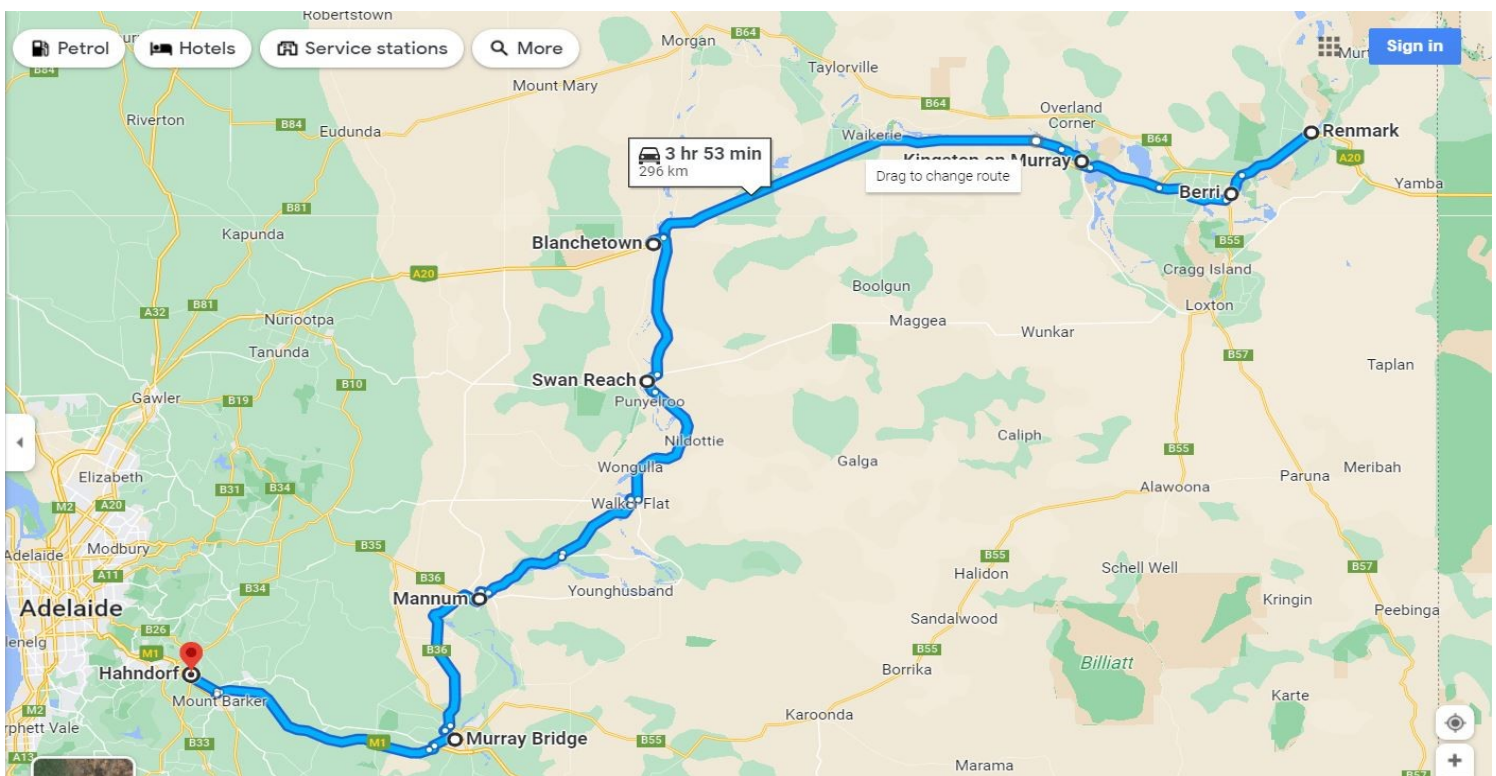 Robertstown
Petrol
Hotels
Service stations
More
Morgan
B64
Sign in
B84
Taylorville
Mount Mary
B64
Overland
Corner
Riverton
B84
Eudunda
Waikerie
B64
Renmark
3 hr 53 min
296 km
Kingston on Murray
A20
Drag to change route
Yamba
B81
Berri
Kapunda
Blanchetown
B55
A20
Cragg Island
B81
Boolgun
A32
Loxton
Nuriootpa
Maggea
Wunkar
Tanunda
B57
Taplan
Swan Reach
B10
Gawler
B19
Punyelroo
Nildottie
Caliph
B55
Wongulla
Galga
Meribah
Elizabeth
Paruna
B31
B34
Alawoona
M2
A20
Walker Flat
Adelaide
Modbury
B35
B55
A11
Halidon
Schell Well
B57
B36
B34
Younghusband
Mannum
Kringin
Adelaide
Peebinga
Sandalwood
B26
M1
B36
B55
Hahndorf
Borrika
Billiatt
Mount Barker
Karte
M2
Karoonda
B33
M1
Murray Bridge
B55
A13
Marama
B57